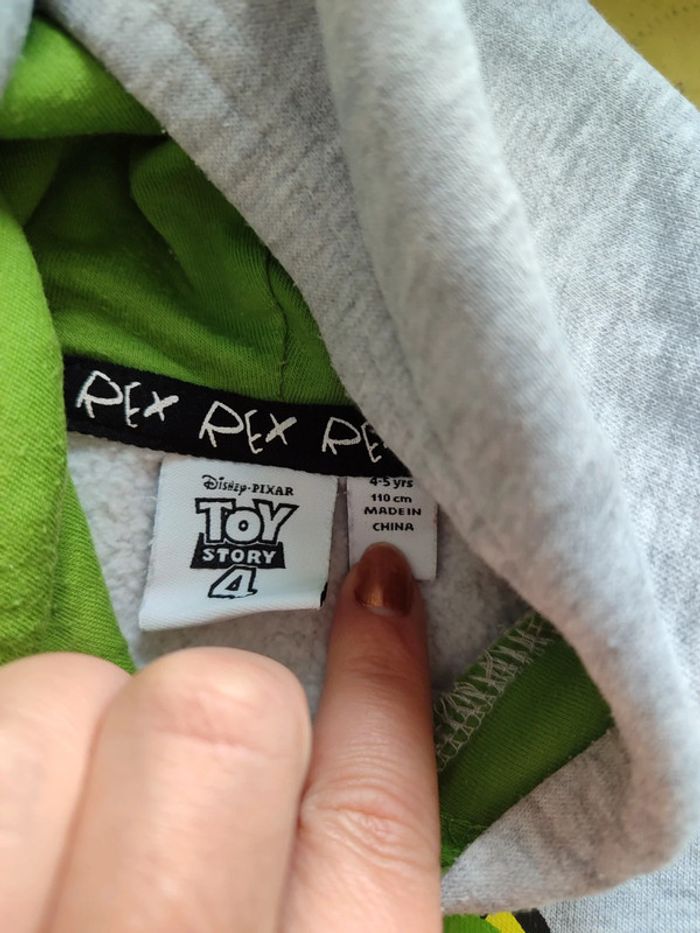 REX REX RE
Disney·PIXAR
TOY
STORY
4
4-5 yrs
110 cm
MADE IN
CHINA